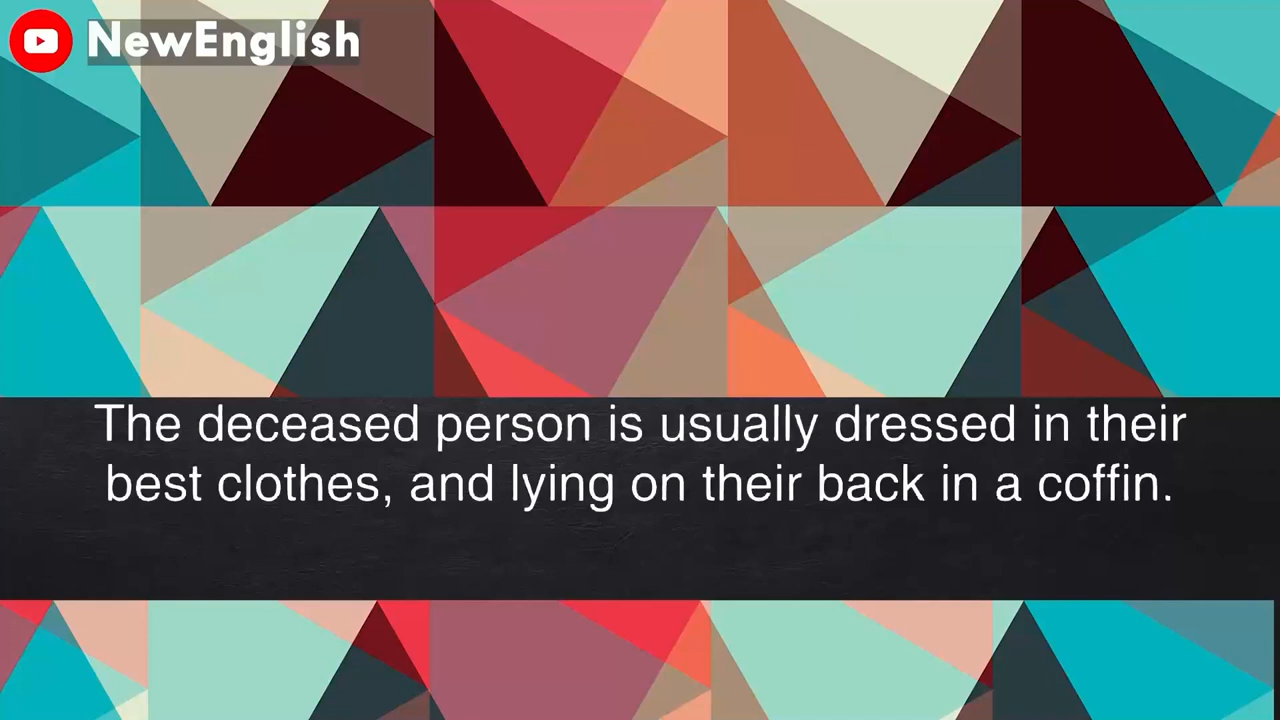 NewEnglish
The deceased person is usually dressed in their
best clothes, and lying on their back in a coffin.